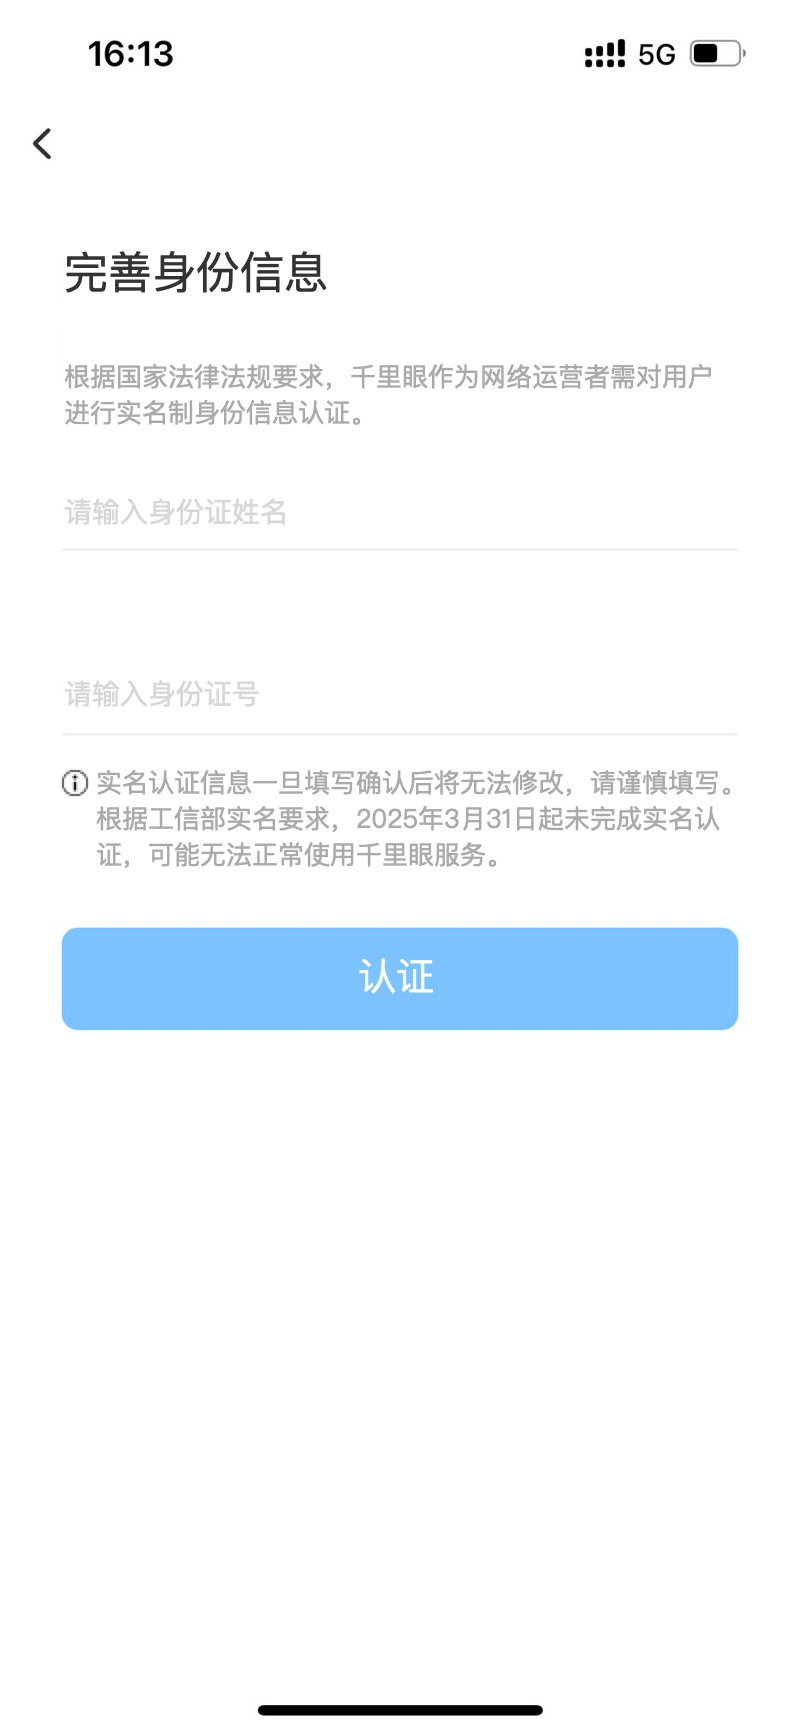 16:13
5G
完善身份信息
根据国家法律法规要求，千里眼作为网络运营者需对用户
进行实名制身份信息认证。
请输入身份证姓名
请输入身份证号
实名认证信息一旦填写确认后将无法修改，请谨慎填写。
根据工信部实名要求，2025年3月31日起未完成实名认
证，可能无法正常使用千里眼服务。
认证